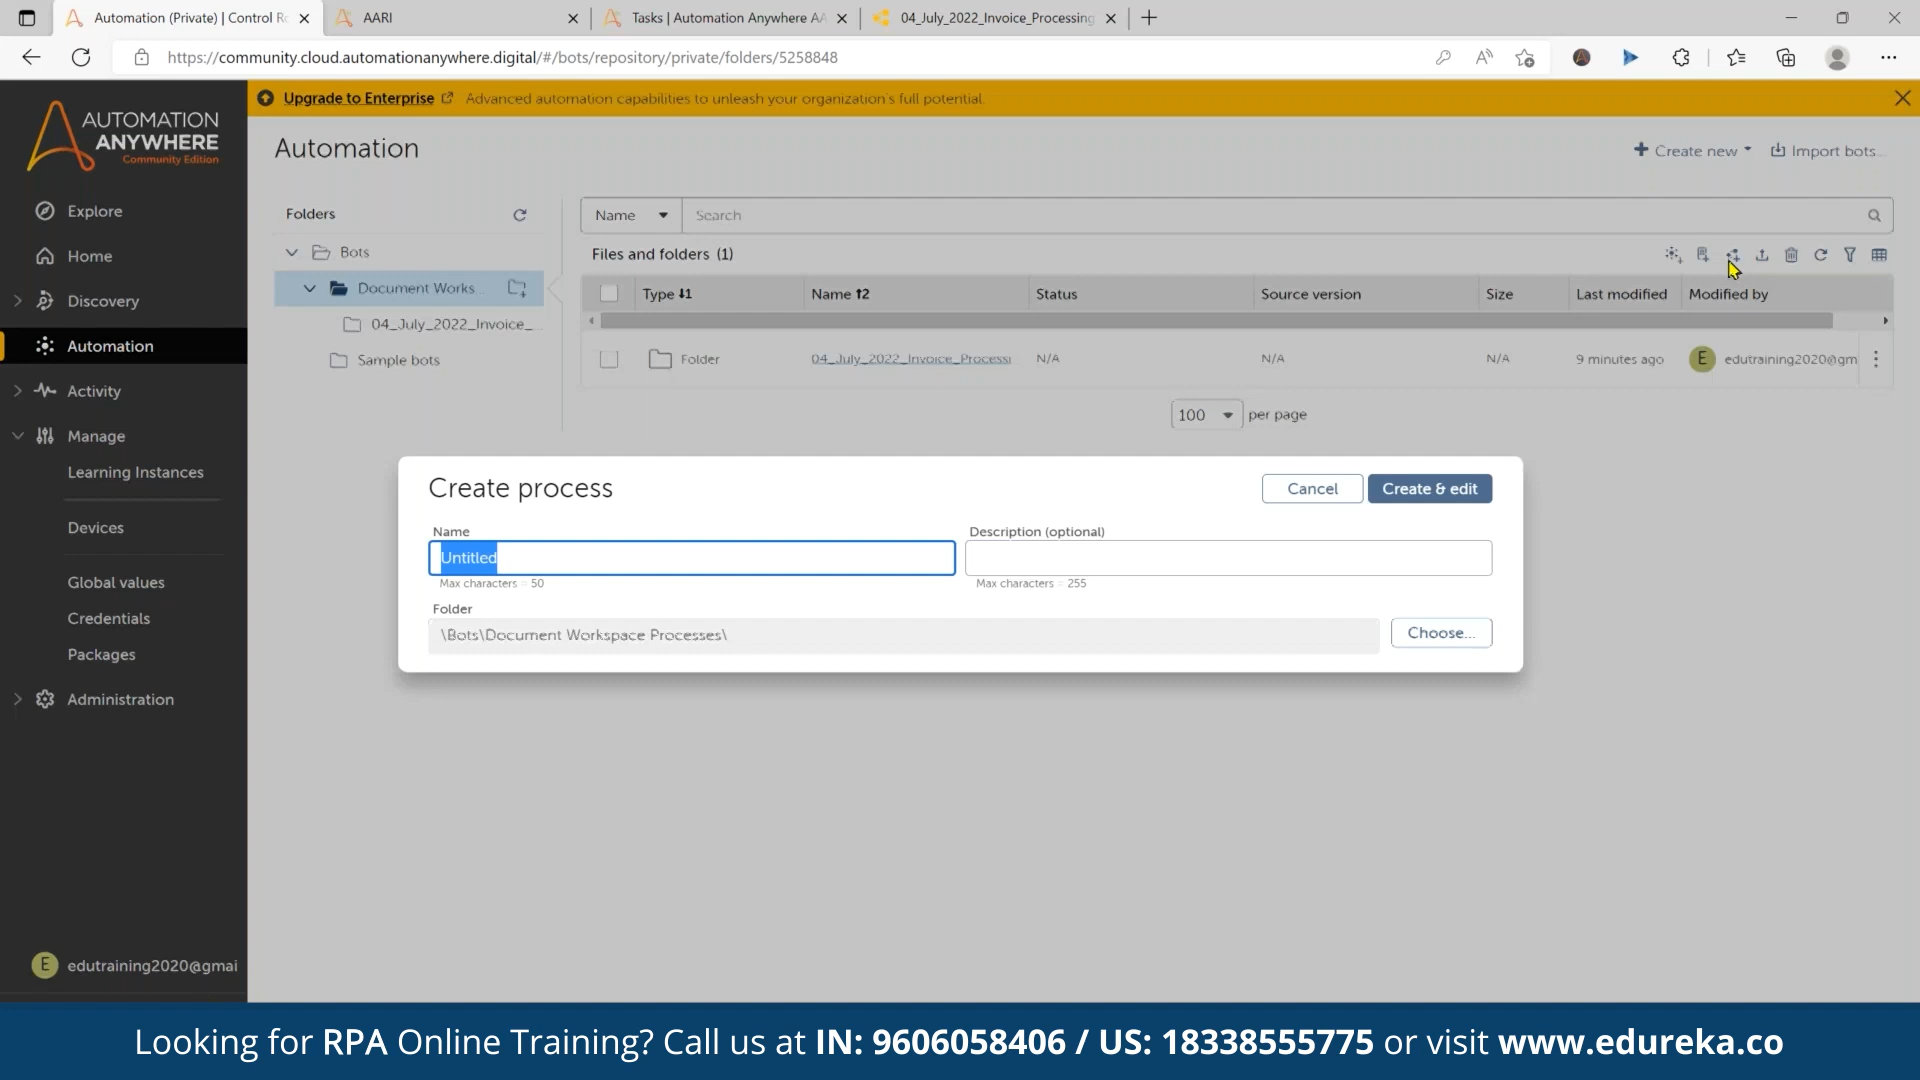 Automation (Private) | Control Ro
AARI
Tasks | Automation Anywhere AA
04_July_2022_Invoice_Processing
https://community.cloud.automationanywhere.digital/#/bots/repository/private/folders/5258848
AUTOMATION
ANYWHERE
Community Edition
Upgrade to Enterprise Advanced automation capabilities to unleash your organization's full potential.
Automation
Create new
Import bots...
Explore
Home
Discovery
Automation
Activity
Manage
Learning Instances
Devices
Global values
Credentials
Packages
Administration
E edutraining2020@gmai
Folders
Bots
Document Works...
04_July_2022_Invoice_...
Sample bots
Name
Search
Files and folders (1)
Type Name Status Source version Size Last modified Modified by
1 2
Folder 04_July_2022_Invoice_Processi N/A N/A N/A 9 minutes ago E edutraining2020@gm
100 per page
Create process
Cancel
Create & edit
Name
Description (optional)
Untitled
Max characters = 50
Max characters = 255
Folder
\Bots\Document Workspace Processes\
Choose...
Looking for RPA Online Training? Call us at IN: 9606058406 / US: 18338555775 or visit www.edureka.co